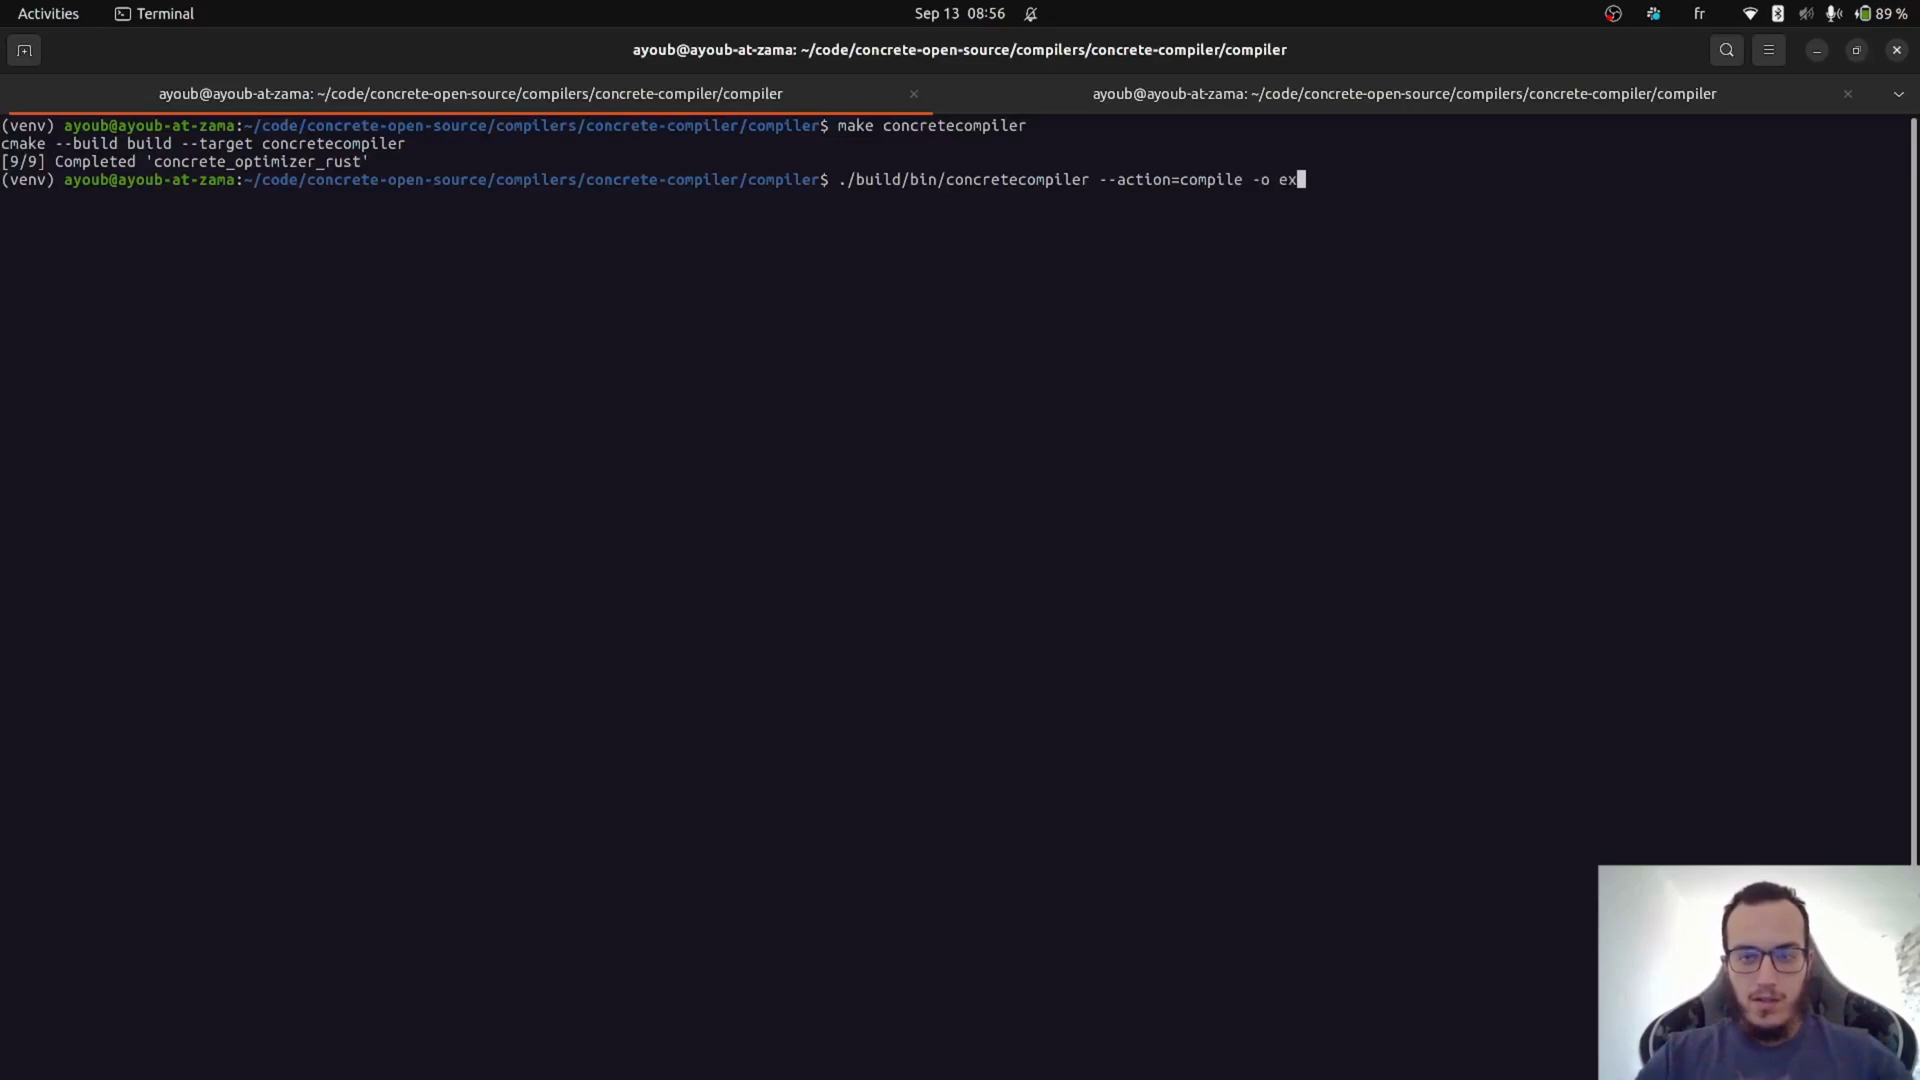 Activities Terminal Sep 13 08:56 fr 89 %
ayoub@ayoub-at-zama: ~/code/concrete-open-source/compilers/concrete-compiler/compiler
ayoub@ayoub-at-zama: ~/code/concrete-open-source/compilers/concrete-compiler/compiler ayoub@ayoub-at-zama: ~/code/concrete-open-source/compilers/concrete-compiler/compiler
(venv) ayoub@ayoub-at-zama:~/code/concrete-open-source/compilers/concrete-compiler/compiler$ make concretecompiler
cmake --build build --target concretecompiler
[9/9] Completed 'concrete_optimizer_rust'
(venv) ayoub@ayoub-at-zama:~/code/concrete-open-source/compilers/concrete-compiler/compiler$ ./build/bin/concretecompiler --action=compile -o ex